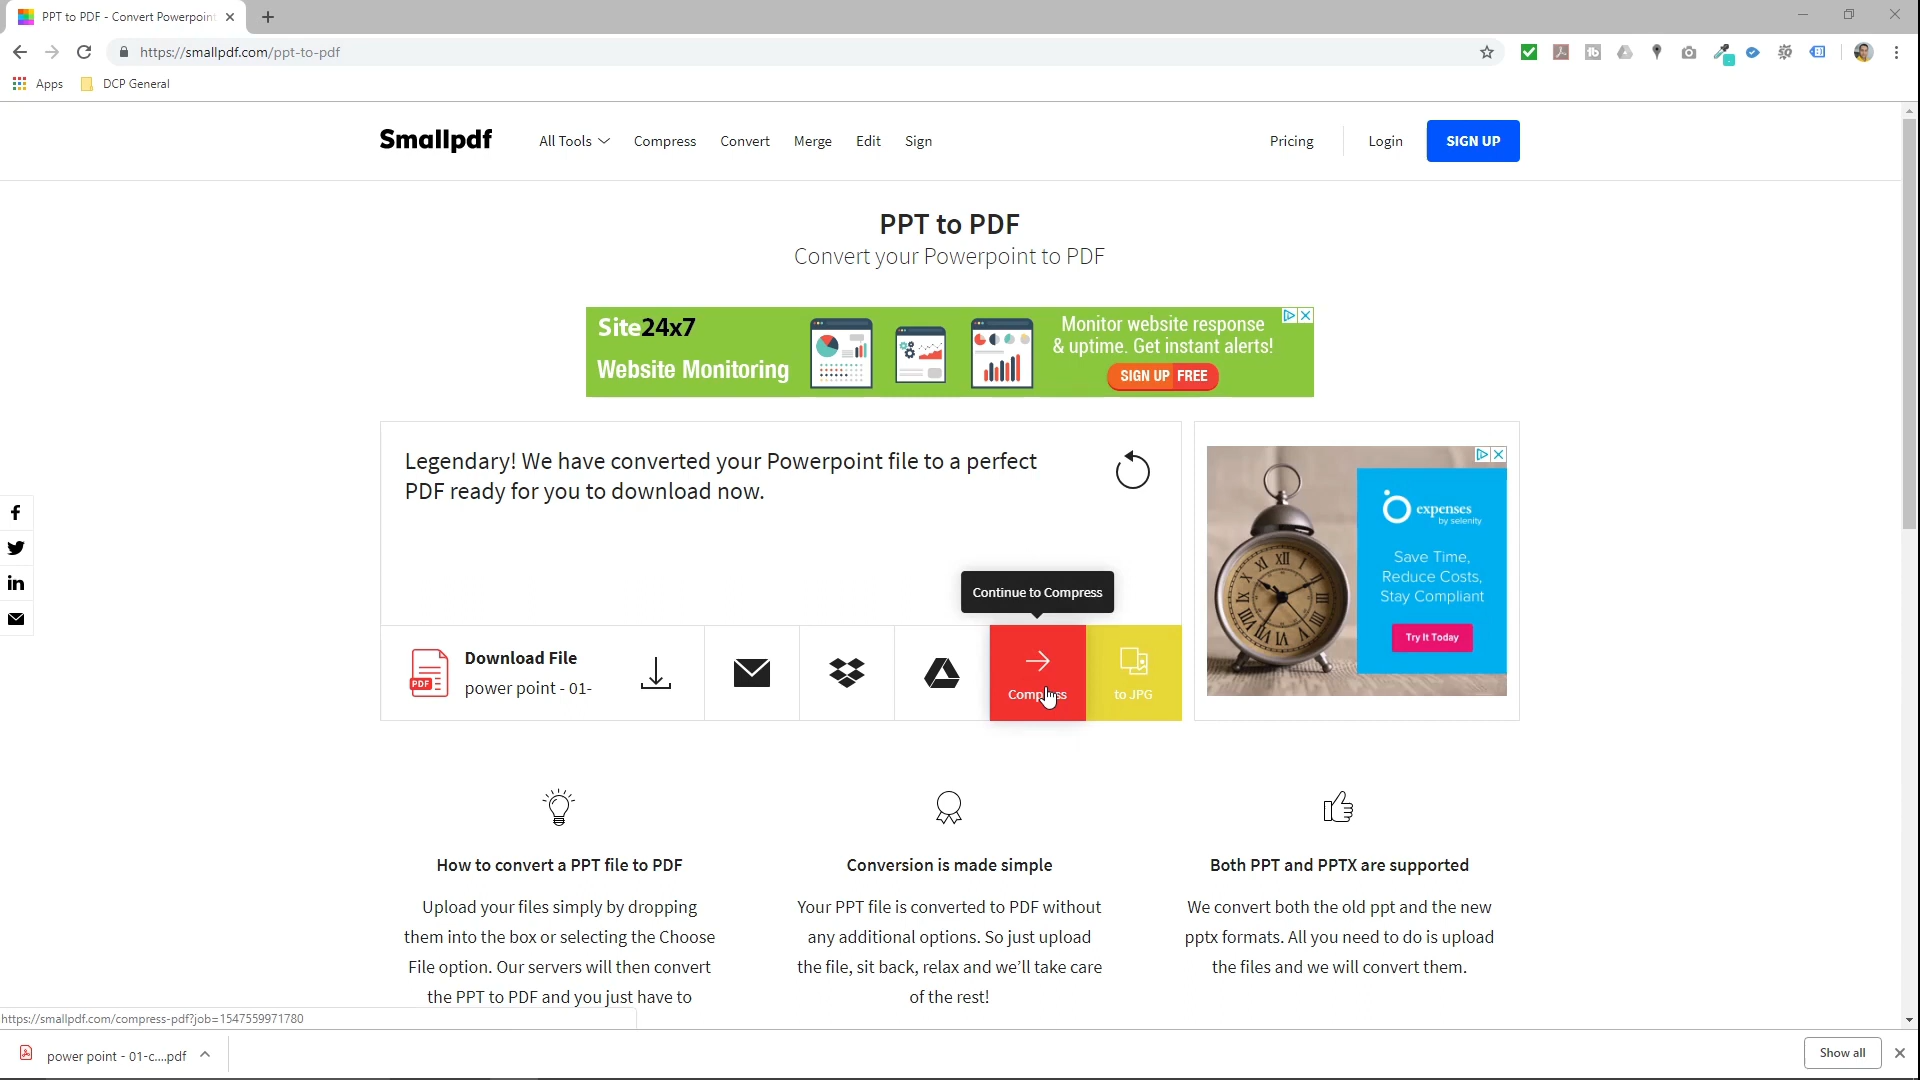 PPT to PDF - Convert Powerpoint
https://smallpdf.com/ppt-to-pdf
Apps
DCP General
Smallpdf
All Tools
Compress
Convert
Merge
Edit
Sign
Pricing
Login
SIGN UP
PPT to PDF
Convert your Powerpoint to PDF
Site24x7
Website Monitoring
Monitor website response
& uptime. Get instant alerts!
SIGN UP FREE
Legendary! We have converted your Powerpoint file to a perfect
PDF ready for you to download now.
expenses
by selenity
Save Time,
Reduce Costs,
Stay Compliant
Try It Today
Continue to Compress
PDF
Download File
power point - 01-
Compress
to JPG
How to convert a PPT file to PDF
Upload your files simply by dropping
them into the box or selecting the Choose
File option. Our servers will then convert
the PPT to PDF and you just have to
Conversion is made simple
Your PPT file is converted to PDF without
any additional options. So just upload
the file, sit back, relax and we'll take care
of the rest!
Both PPT and PPTX are supported
We convert both the old ppt and the new
pptx formats. All you need to do is upload
the files and we will convert them.
https://smallpdf.com/compress-pdf?job=1547559971780
power point - 01-c....pdf
Show all